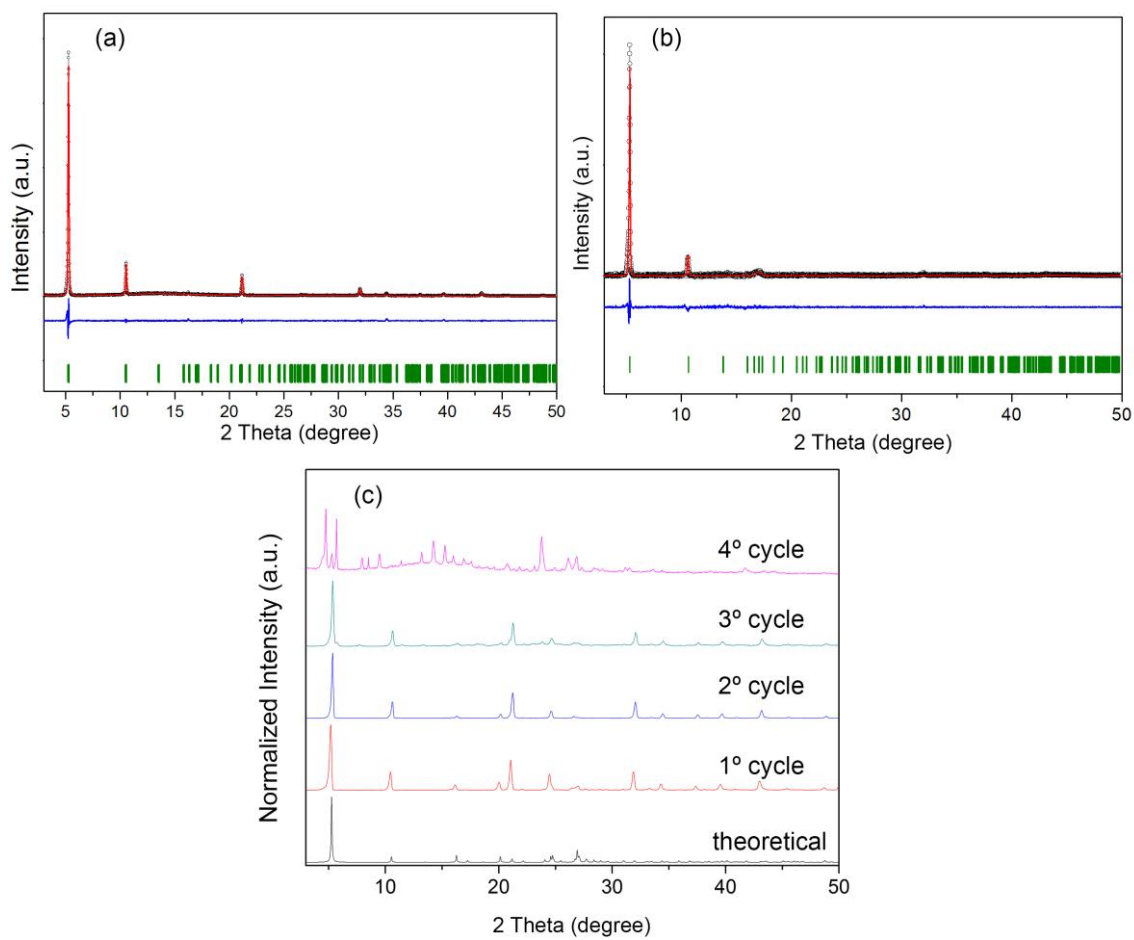 (a)
Intensity (a.u.)
5 10 15 20 25 30 35 40 45 50
2 Theta (degree)
(b)
Intensity (a.u.)
10 20 30 40 50
2 Theta (degree)
(c)
Normalized Intensity (a.u.)
4º cycle
3º cycle
2º cycle
1º cycle
theoretical
10 20 30 40 50
2 Theta (degree)